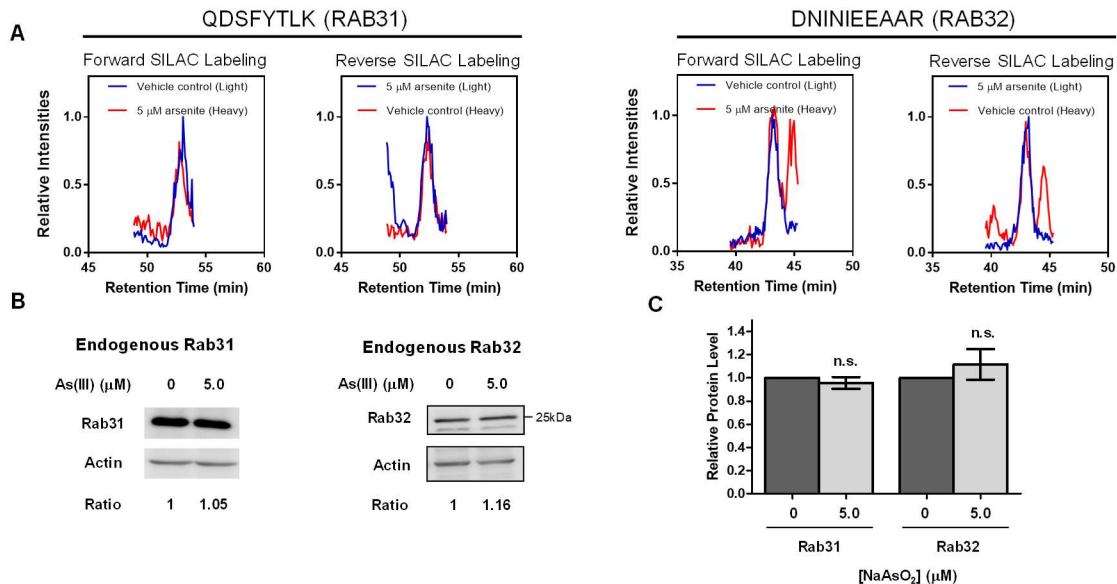 A
QDSFYTLK (RAB31)
DNINIEEAAR (RAB32)
Forward SILAC Labeling
Vehicle control (Light)
5 μM arsenite (Heavy)
Relative Intensities
1.0
0.5
0.0
45 50 55 60
Retention Time (min)
Reverse SILAC Labeling
5 μM arsenite (Light)
Vehicle control (Heavy)
1.0
0.5
0.0
45 50 55 60
Retention Time (min)
Forward SILAC Labeling
Vehicle control (Light)
5 μM arsenite (Heavy)
Relative Intensities
1.0
0.5
0.0
35 40 45 50
Retention Time (min)
Reverse SILAC Labeling
5 μM arsenite (Light)
Vehicle control (Heavy)
1.0
0.5
0.0
35 40 45 50
Retention Time (min)
B
Endogenous Rab31
As(III) (μM) 0 5.0
Rab31
Actin
Ratio 1 1.05
Endogenous Rab32
As(III) (μM) 0 5.0
Rab32 25kDa
Actin
Ratio 1 1.16
C
Relative Protein Level
1.4
1.2
1.0
0.8
0.6
0.4
0.2
0.0
n.s.
n.s.
0 5.0 0 5.0
Rab31 Rab32
[NaAsO₂] (μM)